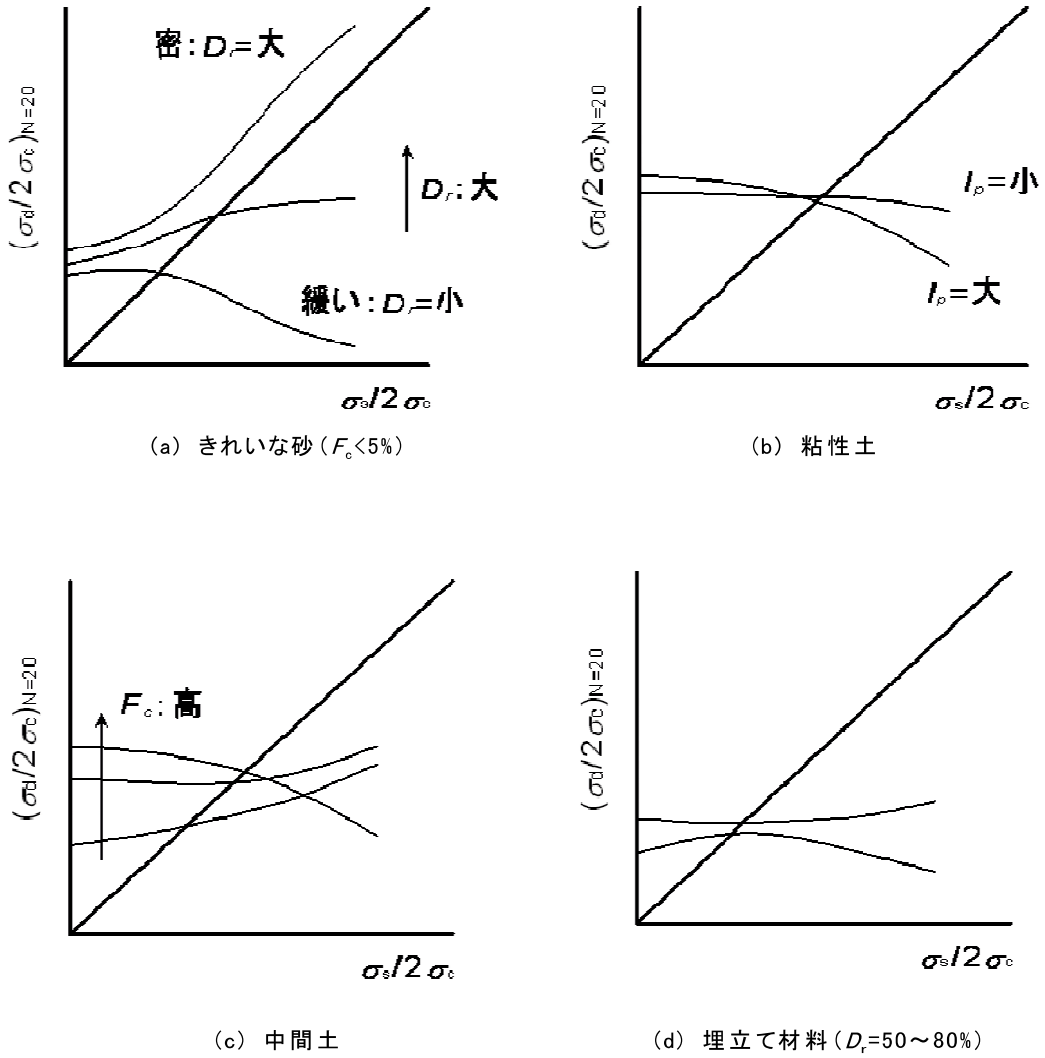 密:Dr=大
(σd/2σc)N=20
Dr:大
緩い:Dr=小
σs/2σc
(a) きれいな砂(Fc<5%)
(σd/2σc)N=20
Ip=小
Ip=大
σs/2σc
(b) 粘性土
(σd/2σc)N=20
Fc:高
σs/2σc
(c) 中間土
(σd/2σc)N=20
σs/2σc
(d) 埋立て材料(Dr=50～80%)